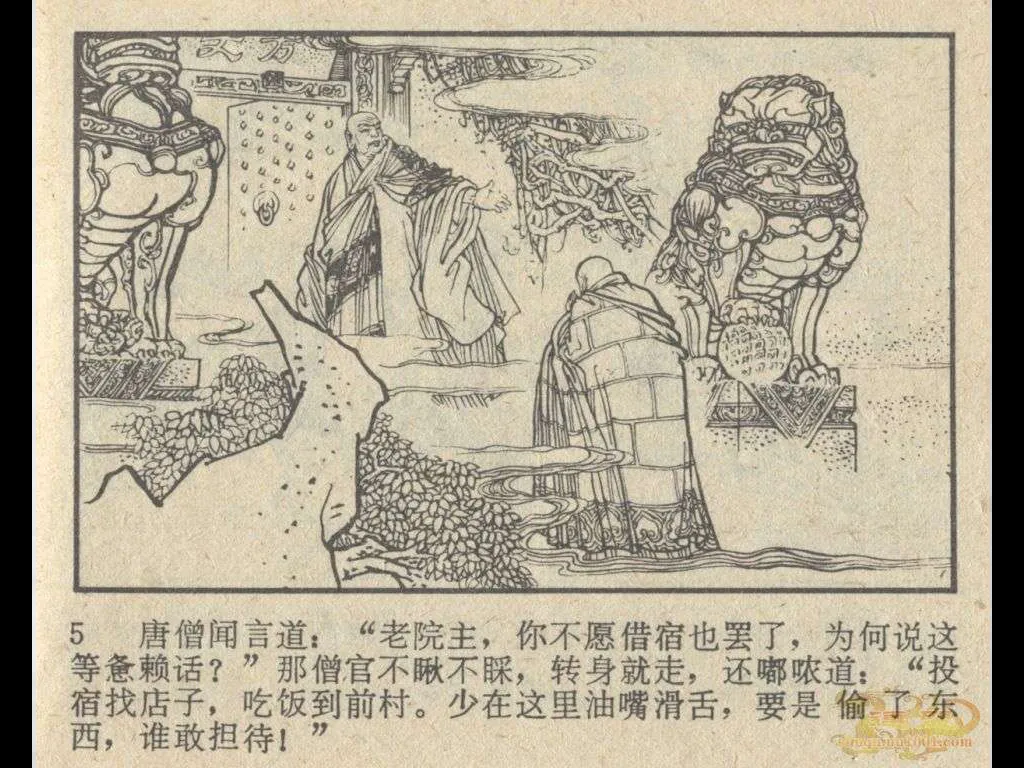 方丈
5 唐僧闻言道：“老院主，你不愿借宿也罢了，为何说这
等惫赖话？”那僧官不瞅不睬，转身就走，还嘟哝道：“投
宿找店子，吃饭到前村。少在这里油嘴滑舌，要是偷了东
西，谁敢担待！”